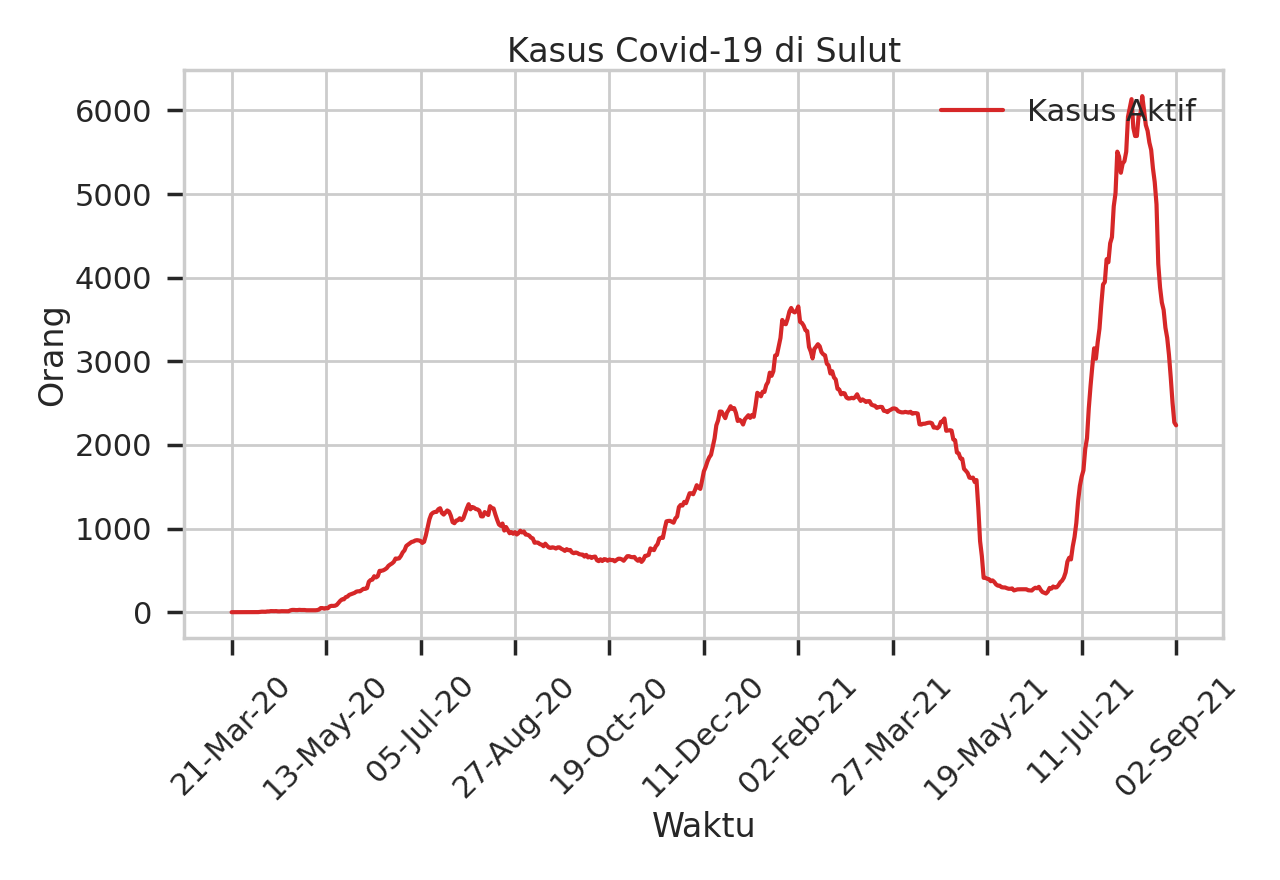 Kasus Covid-19 di Sulut
Kasus Aktif
Orang
6000
5000
4000
3000
2000
1000
0
21-Mar-20
13-May-20
05-Jul-20
27-Aug-20
19-Oct-20
11-Dec-20
02-Feb-21
27-Mar-21
19-May-21
11-Jul-21
02-Sep-21
Waktu